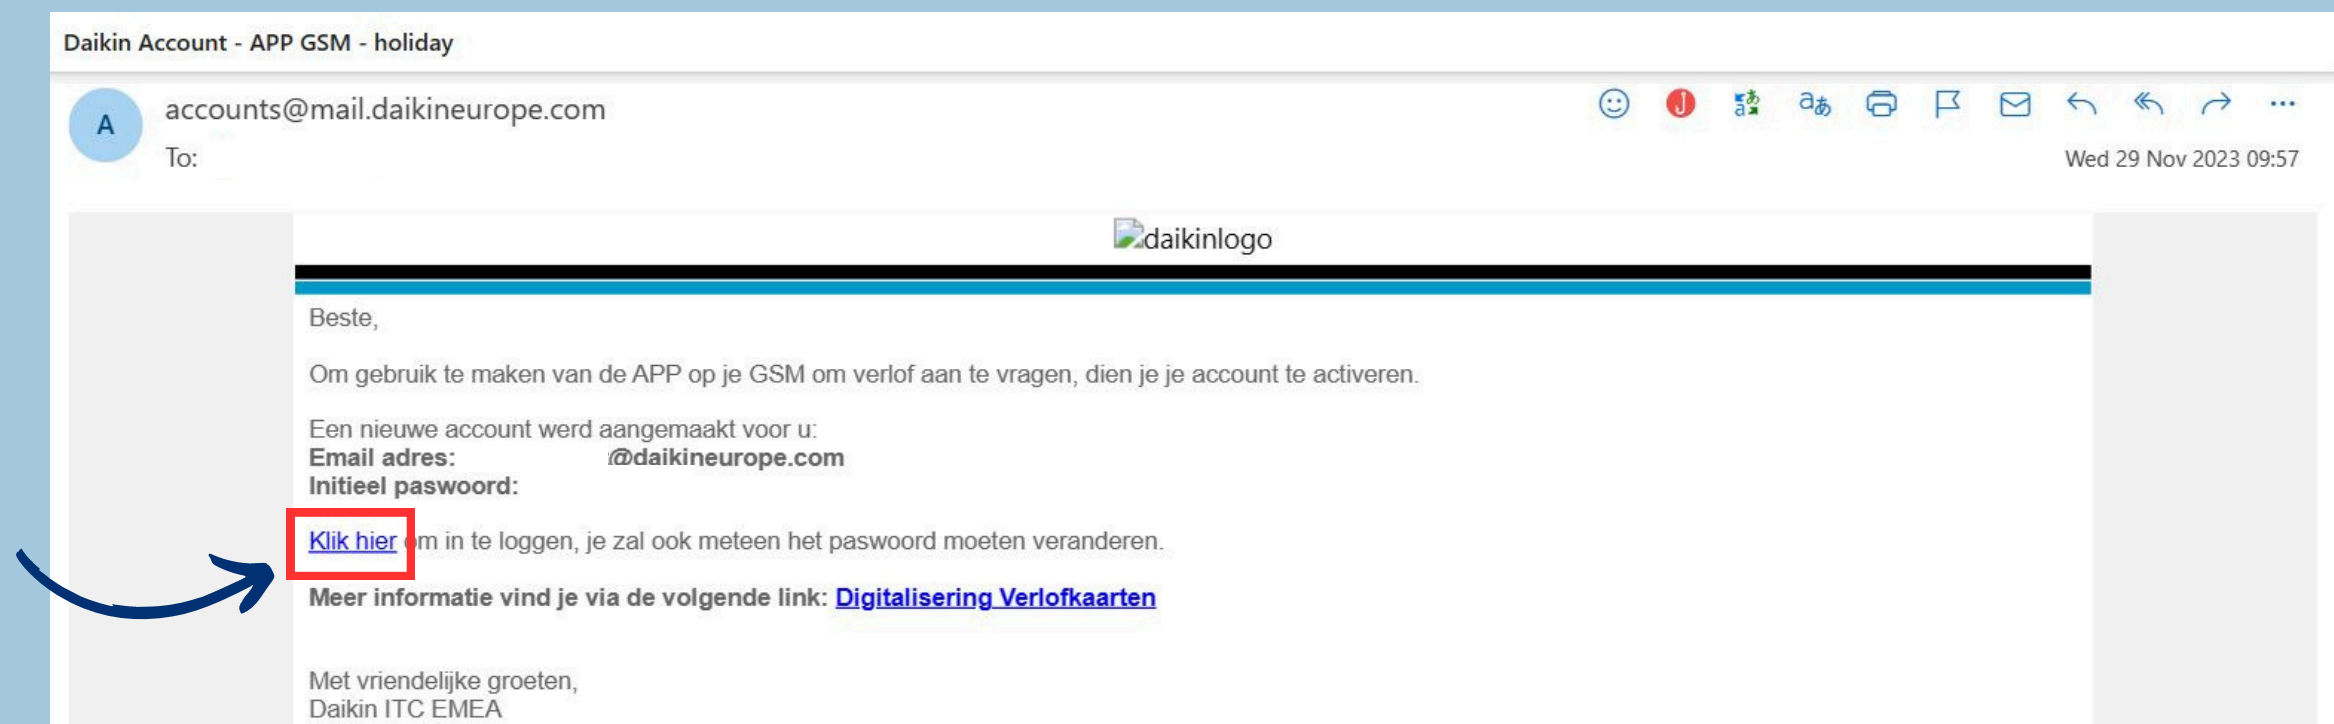 Daikin Account - APP GSM - holiday
A
accounts@mail.daikineurope.com
To:
Wed 29 Nov 2023 09:57
daikinlogo
Beste,
Om gebruik te maken van de APP op je GSM om verlof aan te vragen, dien je je account te activeren.
Een nieuwe account werd aangemaakt voor u:
Email adres: @daikineurope.com
Initieel paswoord:
Klik hier om in te loggen, je zal ook meteen het paswoord moeten veranderen.
Meer informatie vind je via de volgende link: Digitalisering Verlofkaarten
Met vriendelijke groeten,
Daikin ITC EMEA